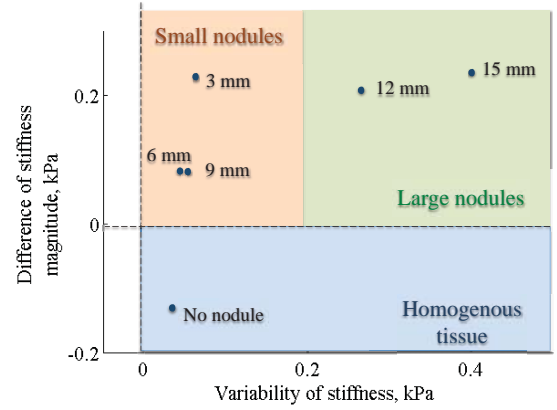 Small nodules
3 mm
15 mm
12 mm
0.2
6 mm
9 mm
Large nodules
0
Difference of stiffness
magnitude, kPa
No nodule
Homogenous
tissue
-0.2
0
0.2
0.4
Variability of stiffness, kPa